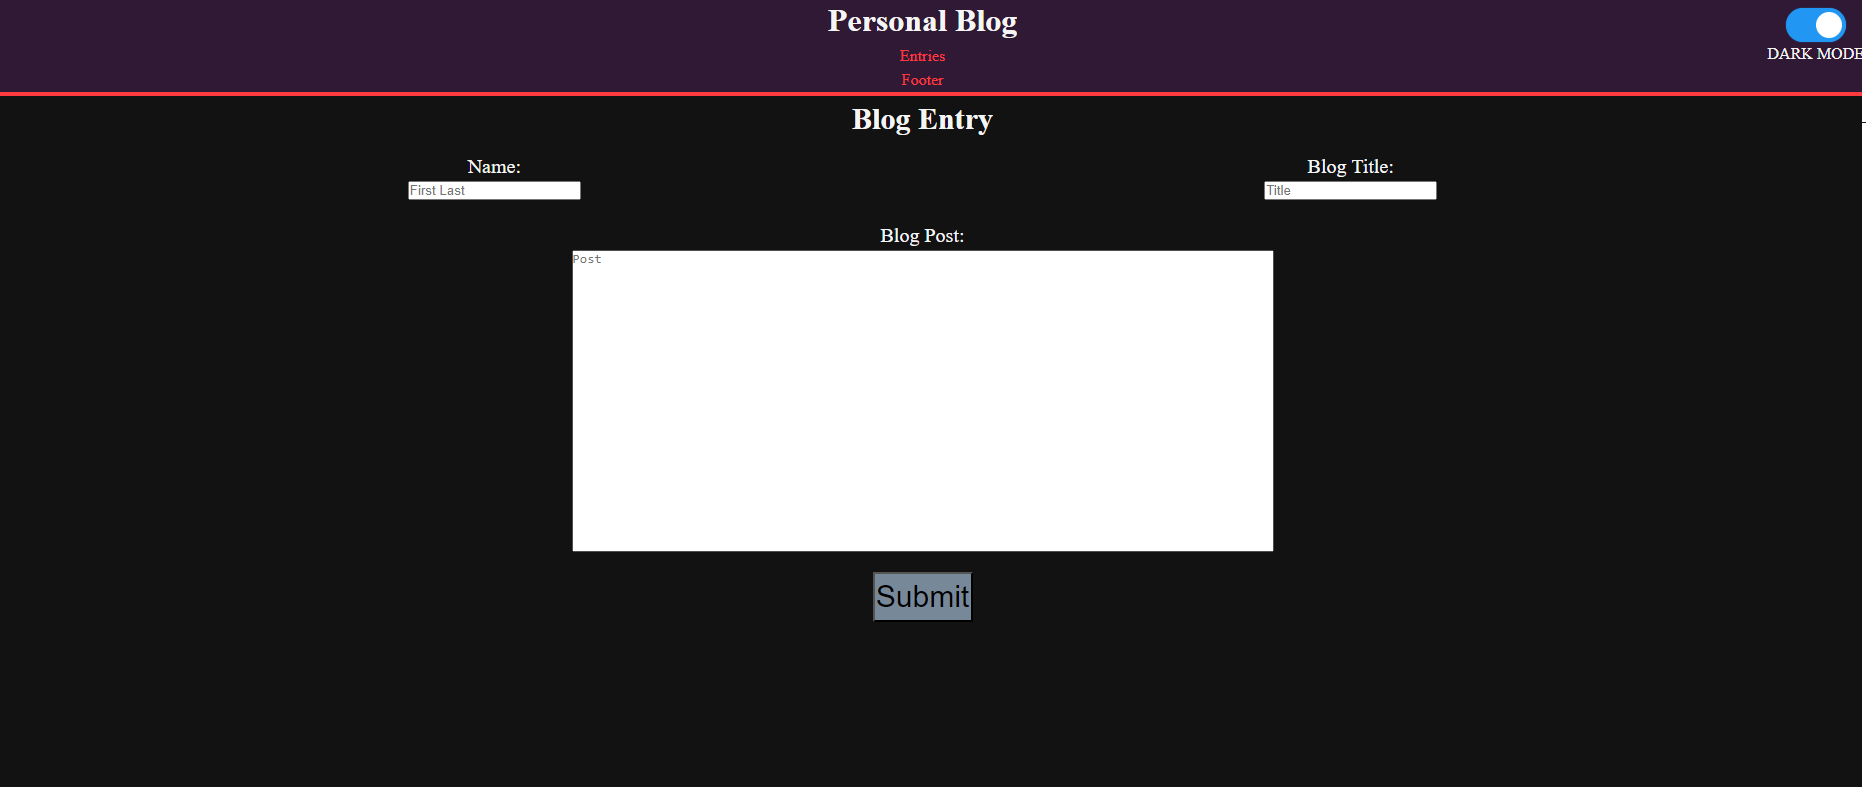 Personal Blog
DARK MODE
Entries
Footer
Blog Entry
Name:
Blog Title:
First Last
Title
Blog Post:
Post
Submit